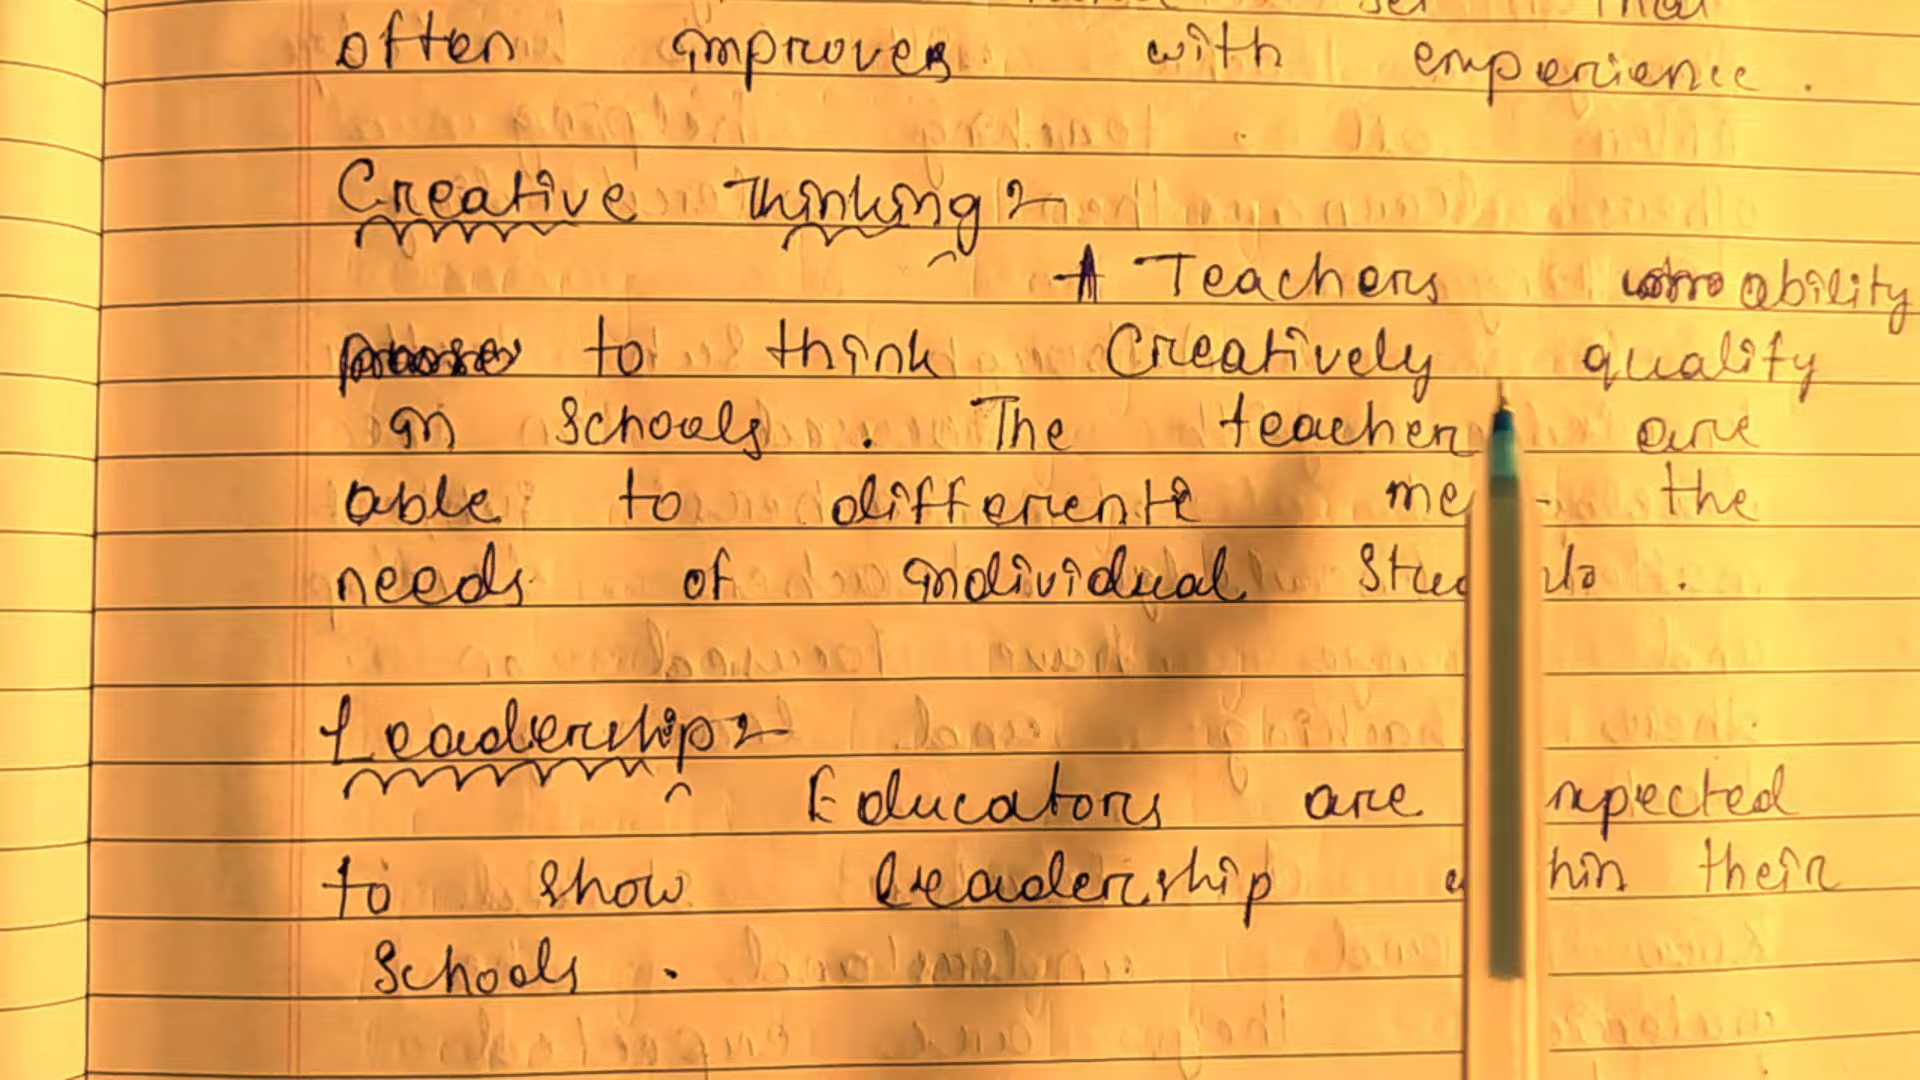 often improves with experience.
Creative Thinking :-
A Teachers ability
to think Creatively quality
in Schools. The teacher are
able to differenti the
needs of individual
Leadership :-
Educators are
to show leadership their
Schools.